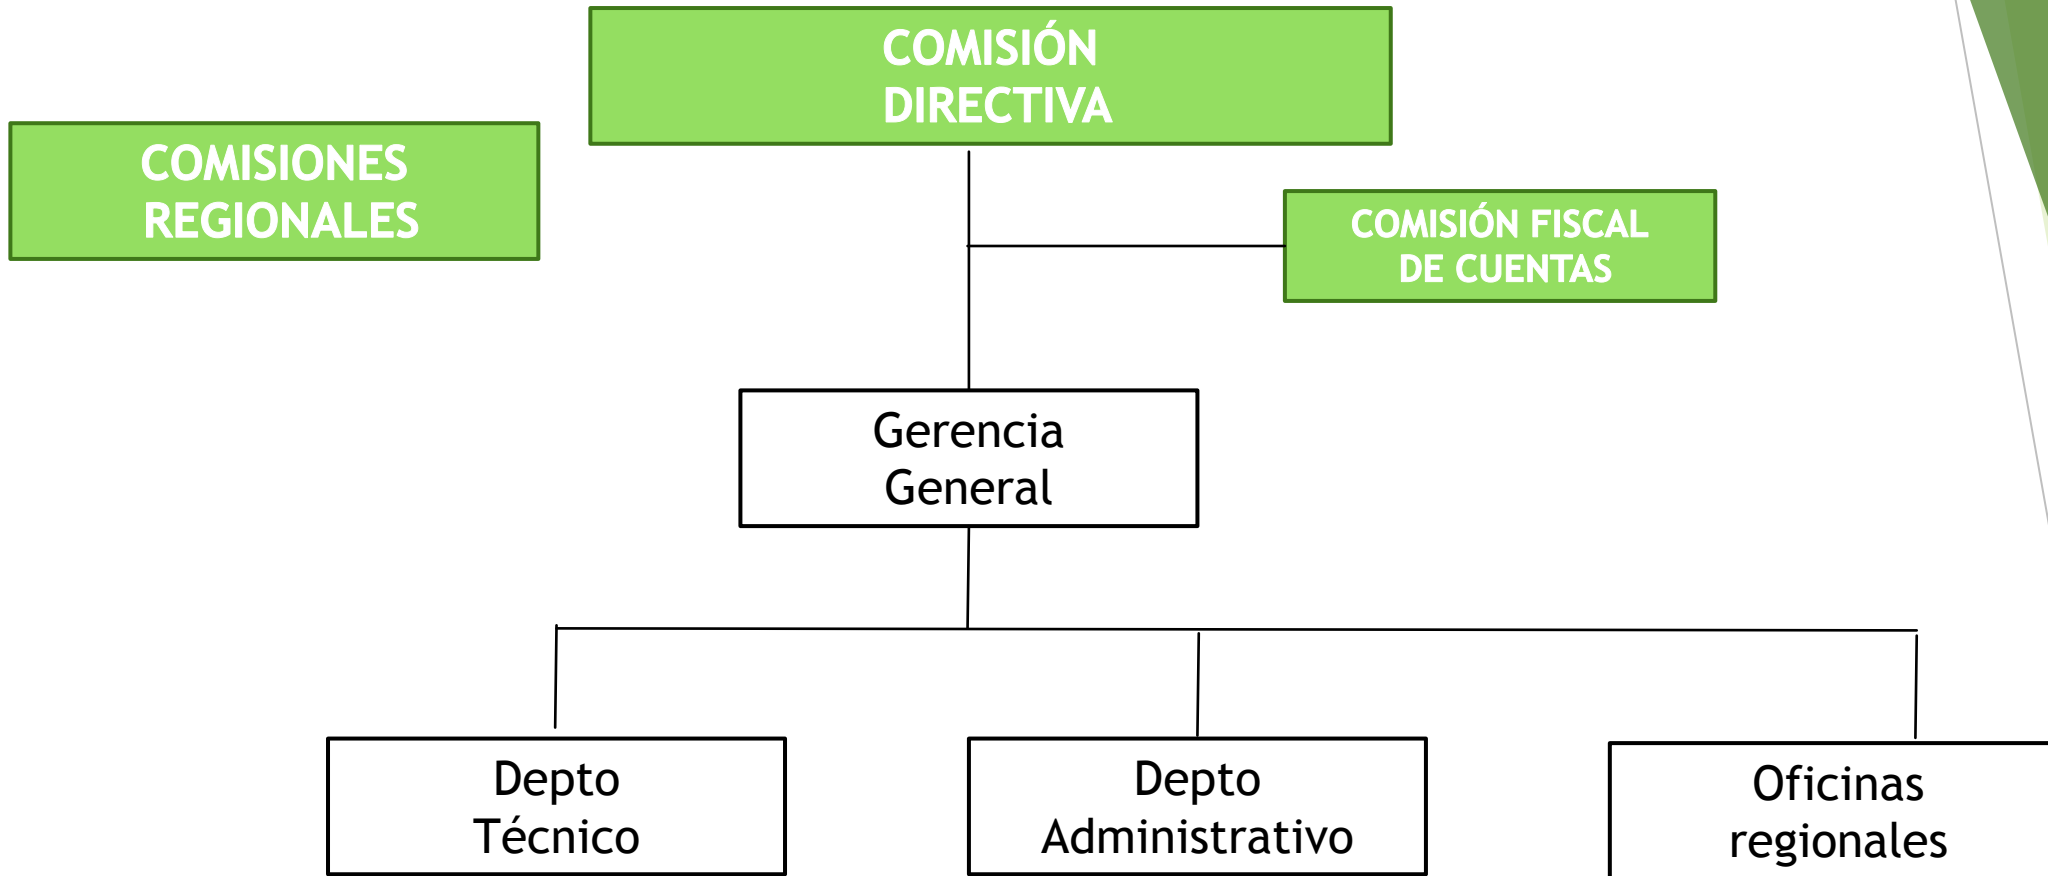 COMISIÓN
DIRECTIVA
COMISIONES
REGIONALES
COMISIÓN FISCAL
DE CUENTAS
Gerencia
General
Depto
Técnico
Depto
Administrativo
Oficinas
regionales